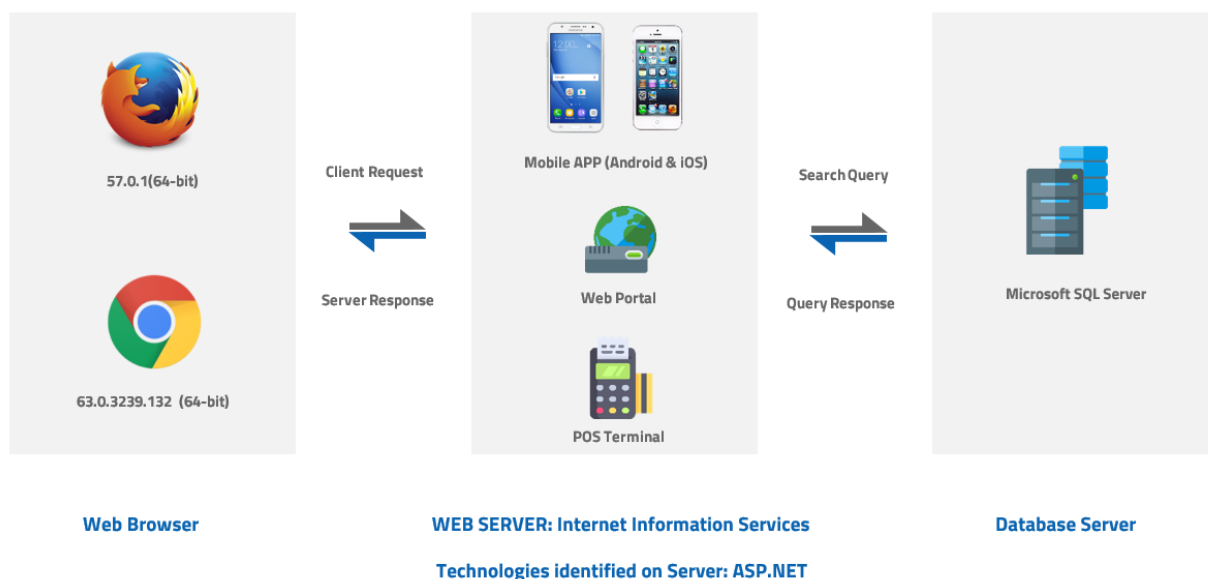 57.0.1(64-bit)
63.0.3239.132 (64-bit)
Client Request
Server Response
12:00
Mobile APP (Android & iOS)
Web Portal
POS Terminal
Search Query
Query Response
Microsoft SQL Server
Web Browser
WEB SERVER: Internet Information Services
Database Server
Technologies identified on Server: ASP.NET